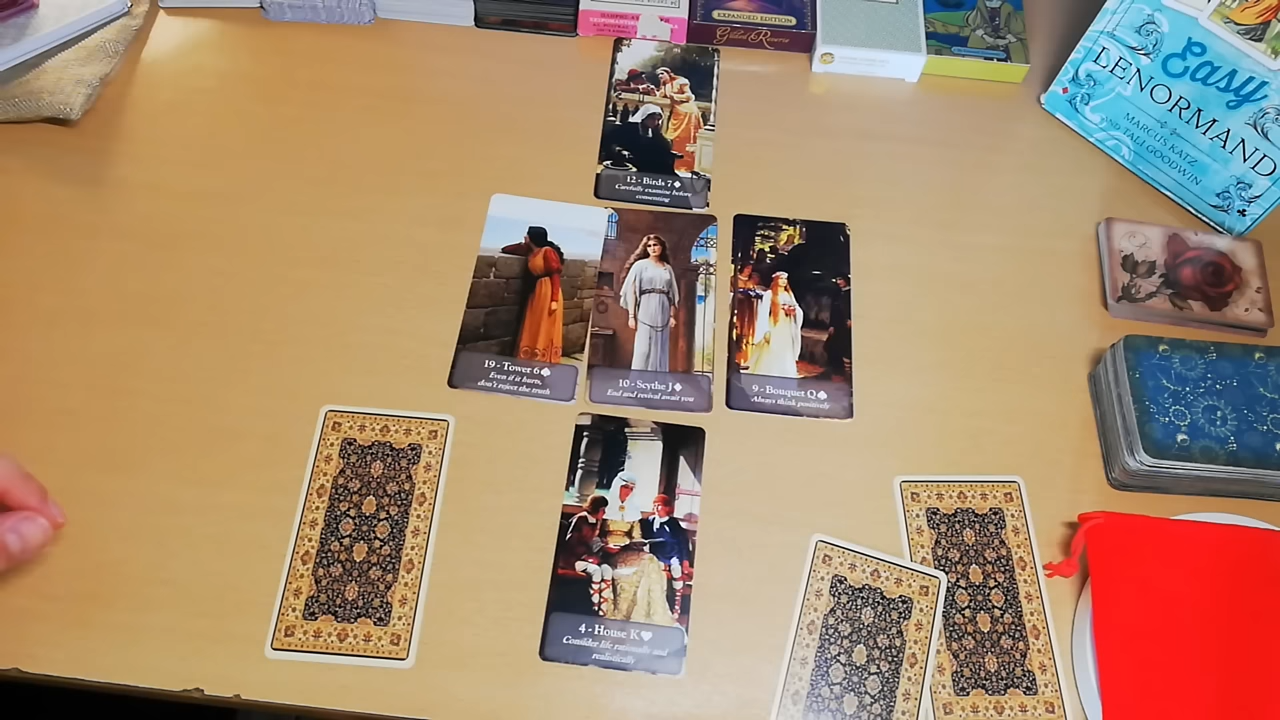 EXPANDED EDITION
Gilded Reverie
Easy
LENORMAND
MARCUS KATZ
AND TALI GOODWIN
12 - Birds 7♦
Carefully examine before
consenting
19 - Tower 6♠
Even if it hurts,
don't reject the truth
10 - Scythe J♦
End and revival await you
9 - Bouquet Q♠
Always think positively
4 - House K♥
Consider life rationally and
realistically